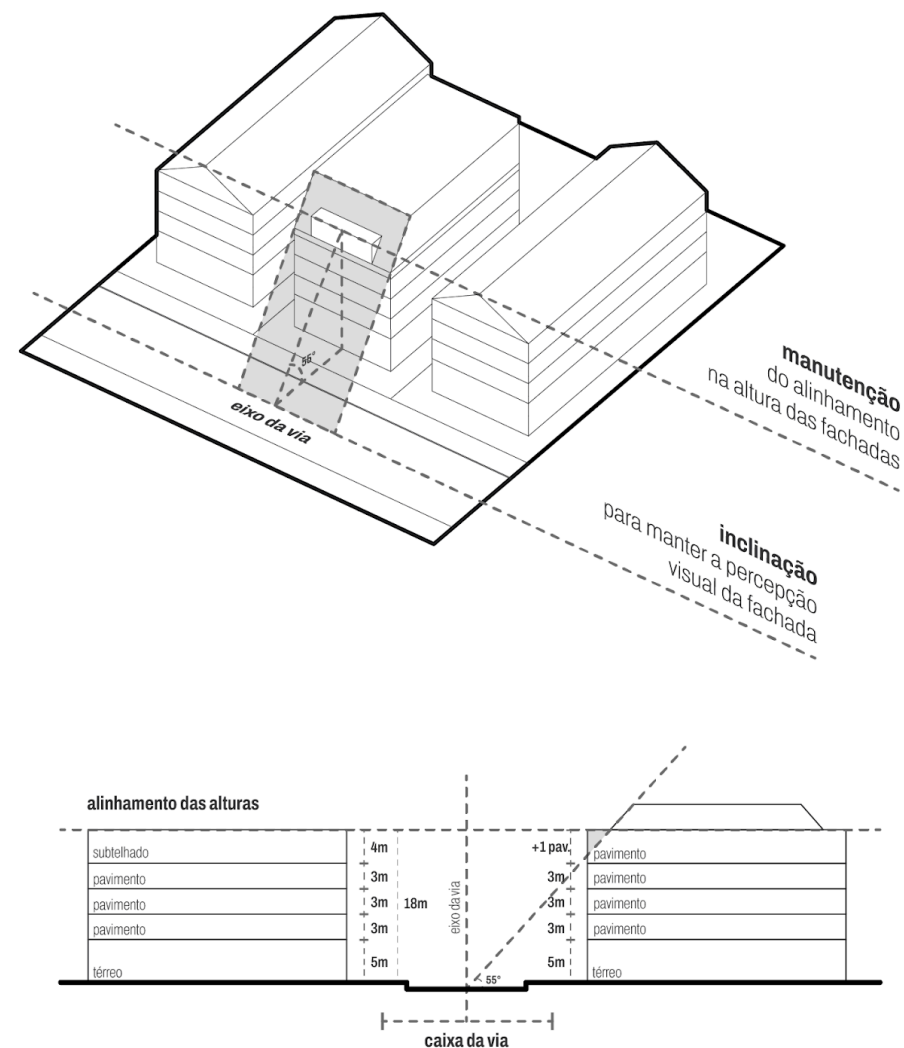 55°
eixo da via
manutenção
do alinhamento
na altura das fachadas
inclinação
para manter a percepção
visual da fachada
alinhamento das alturas
subtelhado
pavimento
pavimento
pavimento
térreo
4m
3m
3m
3m
5m
18m
eixo da via
+1 pav.
3m
3m
3m
5m
55°
pavimento
pavimento
pavimento
pavimento
térreo
caixa da via